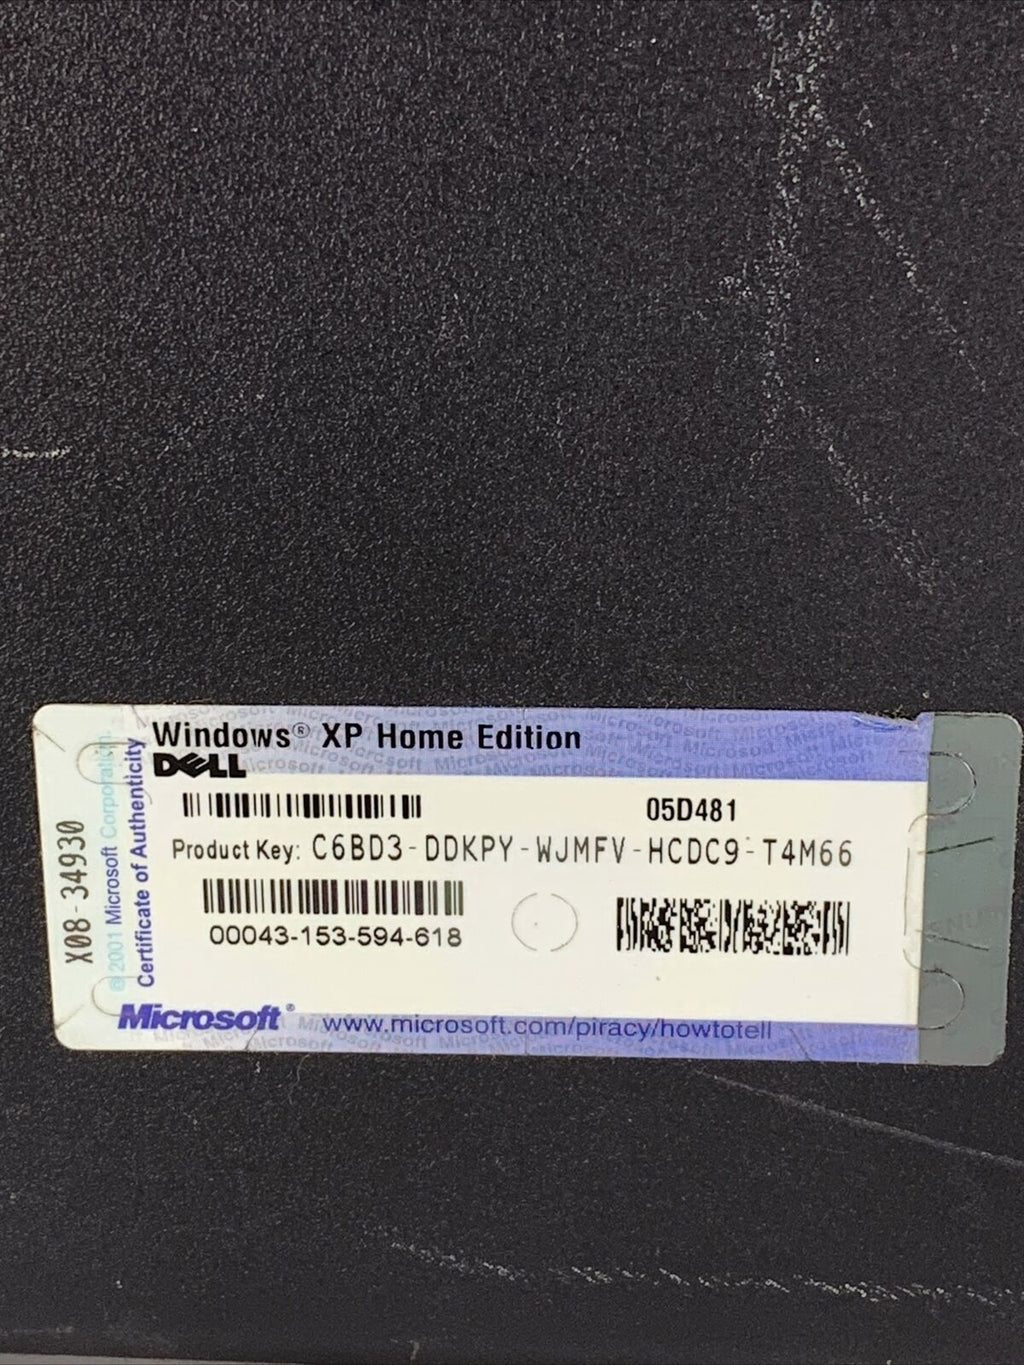 Windows® XP Home Edition
DELL
05D481
Product Key: C6BD3-DDKPY-WJMFV-HCDC9-T4M66
00043-153-594-618
Microsoft® www.microsoft.com/piracy/howtotell
X08-34930
© 2001 Microsoft Corporation.
Certificate of Authenticity